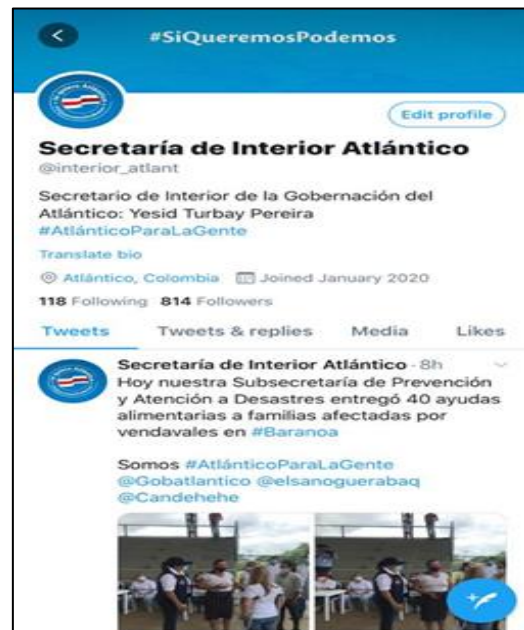 #SiQueremosPodemos
Edit profile
Secretaría de Interior Atlántico
@interior_atlant
Secretario de Interior de la Gobernación del
Atlántico: Yesid Turbay Pereira
#AtlánticoParaLaGente
Translate bio
Atlántico, Colombia Joined January 2020
118 Following 814 Followers
Tweets Tweets & replies Media Likes
Secretaría de Interior Atlántico · 8h
Hoy nuestra Subsecretaría de Prevención
y Atención a Desastres entregó 40 ayudas
alimentarias a familias afectadas por
vendavales en #Baranoa
Somos #AtlánticoParaLaGente
@Gobatlantico @elsanoguerabaq
@Candehehe